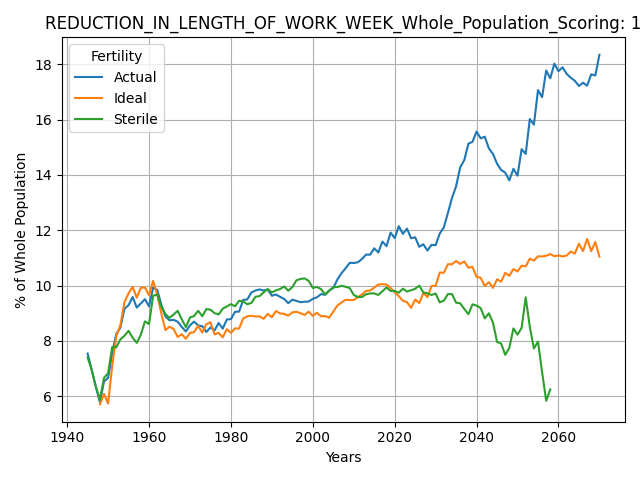 REDUCTION_IN_LENGTH_OF_WORK_WEEK_Whole_Population_Scoring: 1
Fertility
Actual
Ideal
Sterile
18
16
14
12
10
8
6
% of Whole Population
1940 1960 1980 2000 2020 2040 2060
Years